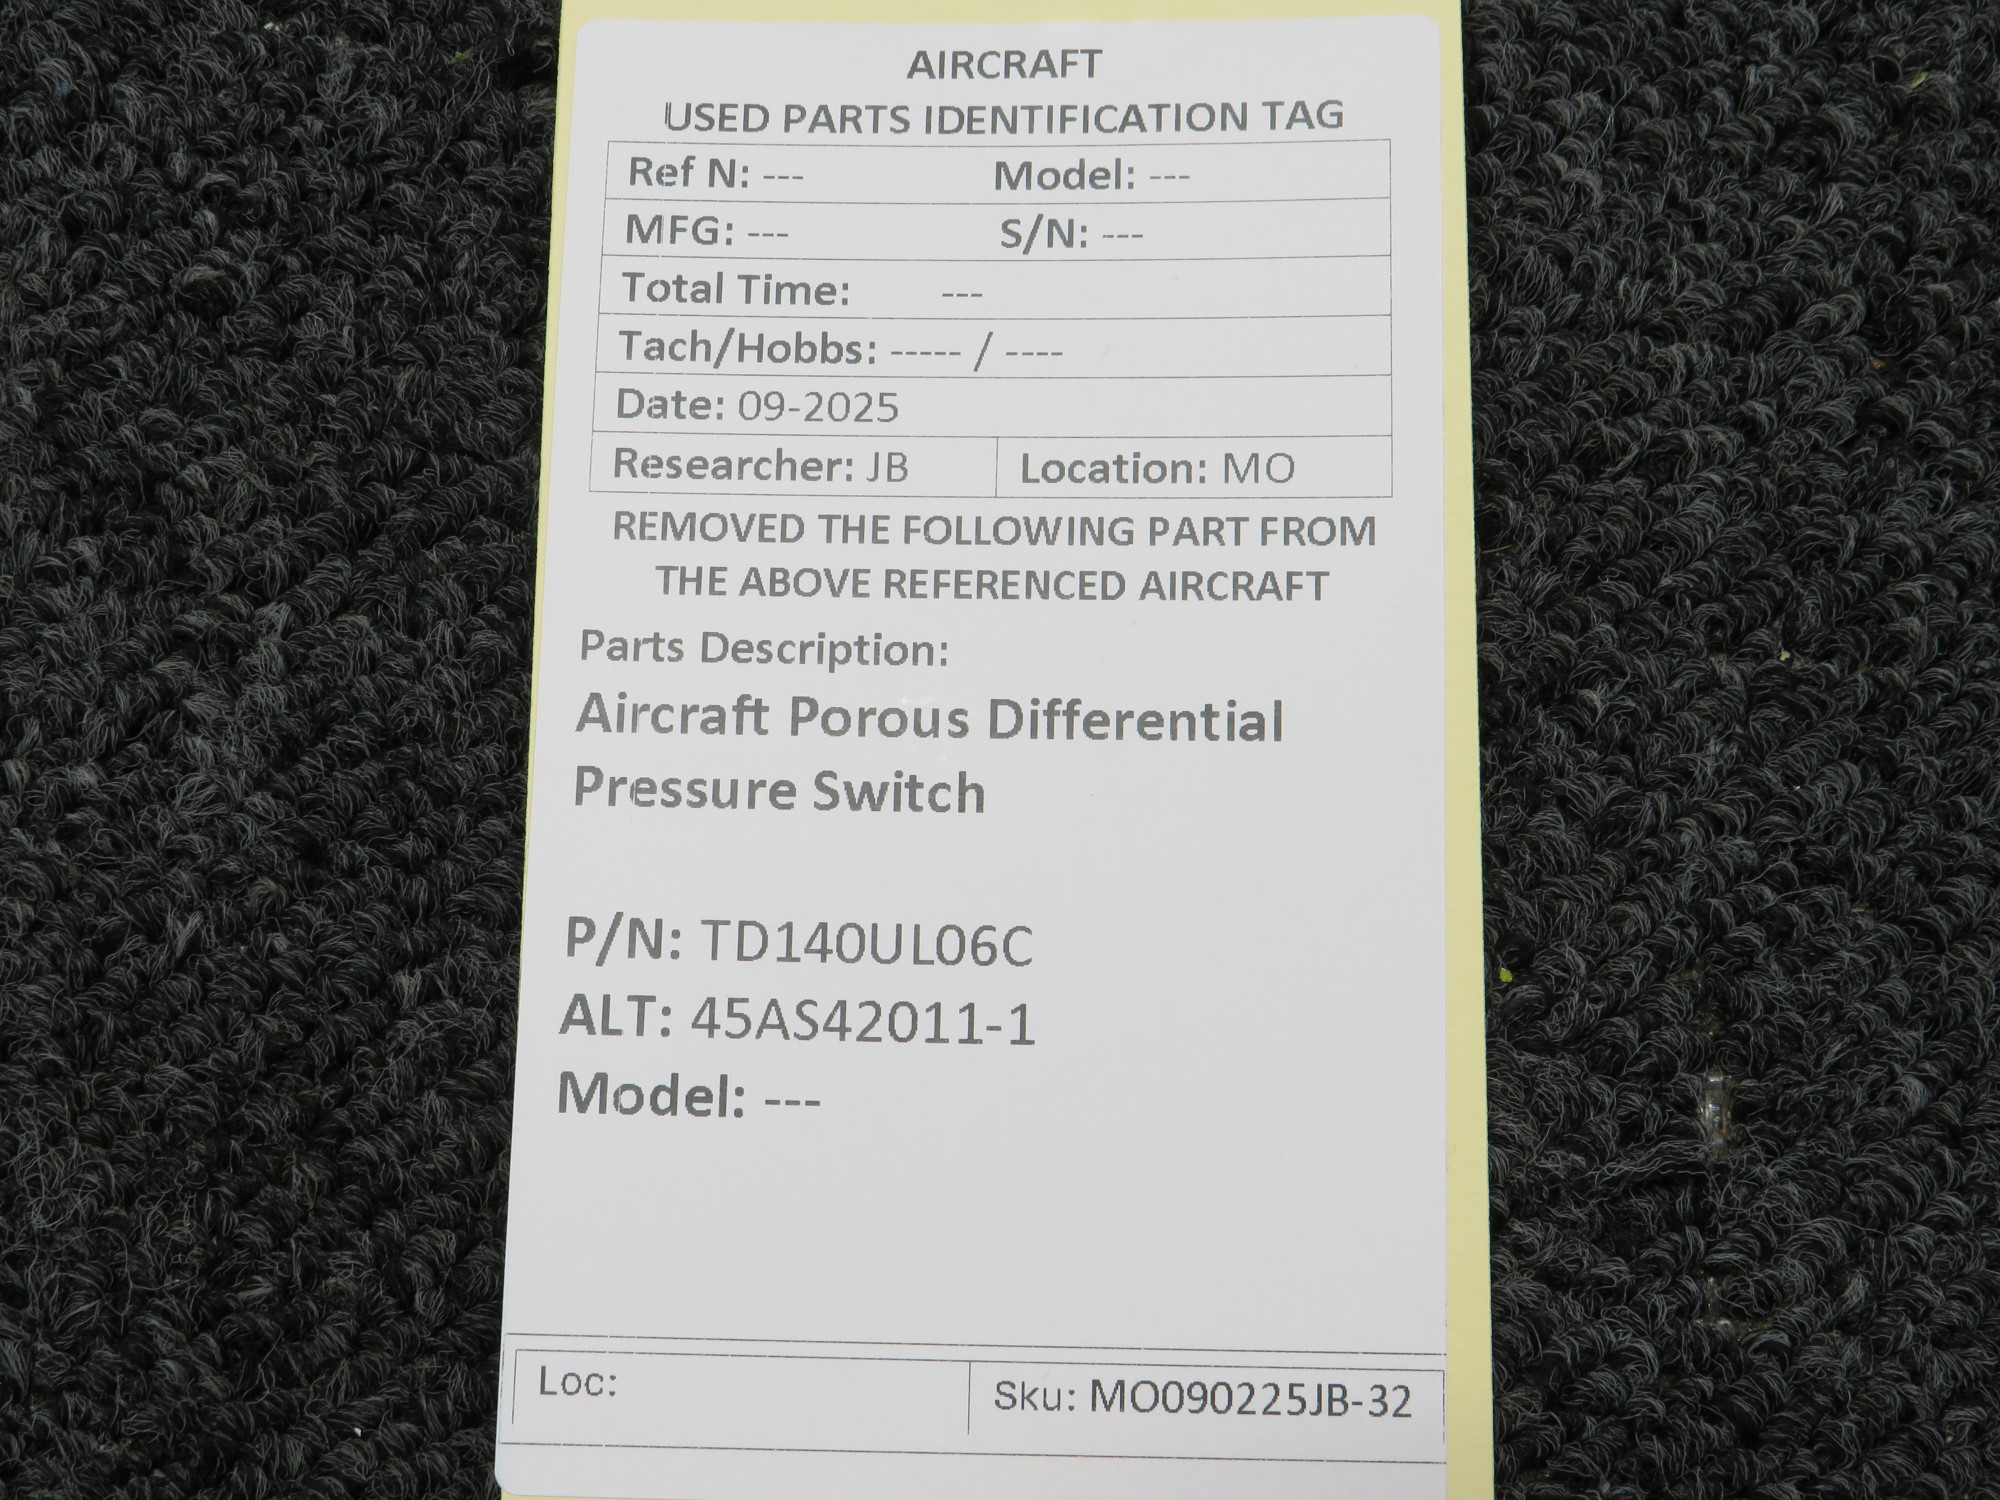 AIRCRAFT
USED PARTS IDENTIFICATION TAG
Ref N: --- Model: ---
MFG: --- S/N: ---
Total Time: ---
Tach/Hobbs: ----- / ----
Date: 09-2025
Researcher: JB Location: MO
REMOVED THE FOLLOWING PART FROM
THE ABOVE REFERENCED AIRCRAFT
Parts Description:
Aircraft Porous Differential
Pressure Switch
P/N: TD140UL06C
ALT: 45AS42011-1
Model: ---
Loc: Sku: MO090225JB-32